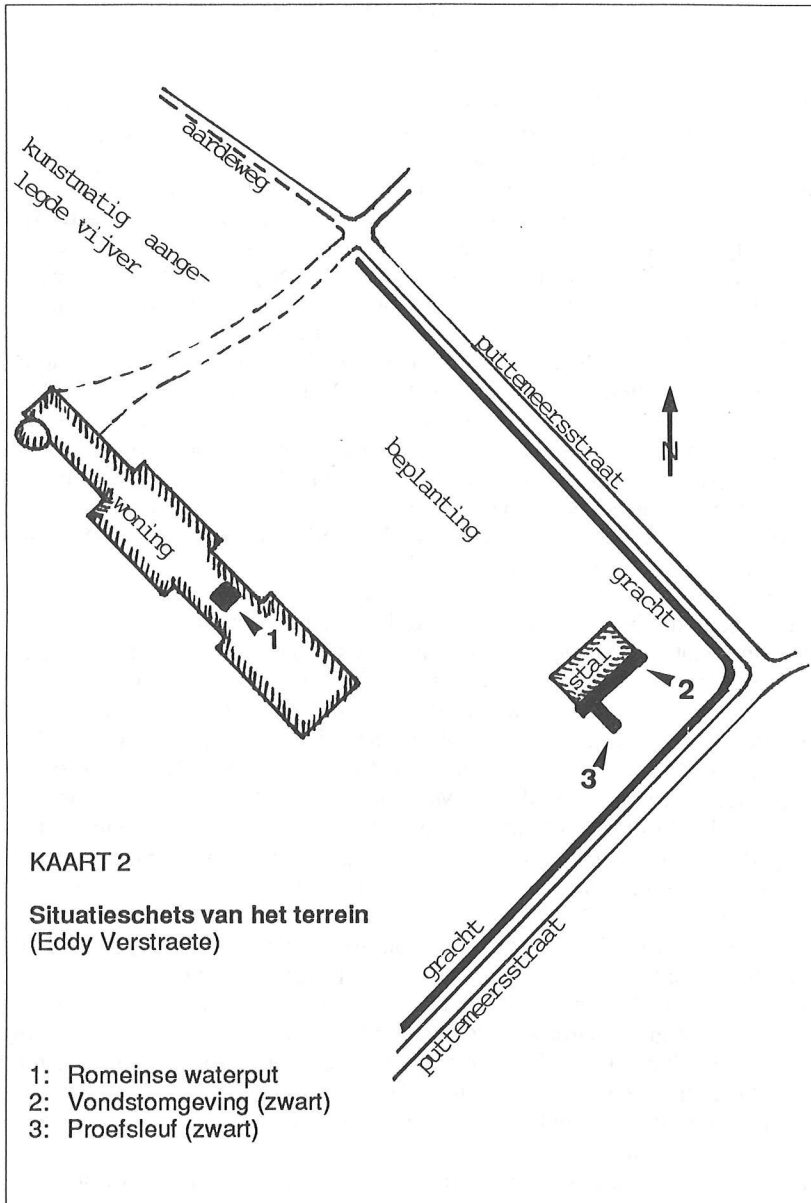 aardeweg
kunstmatig aange-
legde vijver
puttemeersstraat
N
beplanting
woning
gracht
1
stal
2
3
KAART 2
Situatieschets van het terrein
(Eddy Verstraete)
gracht
puttemeersstraat
1: Romeinse waterput
2: Vondstomgeving (zwart)
3: Proefsleuf (zwart)